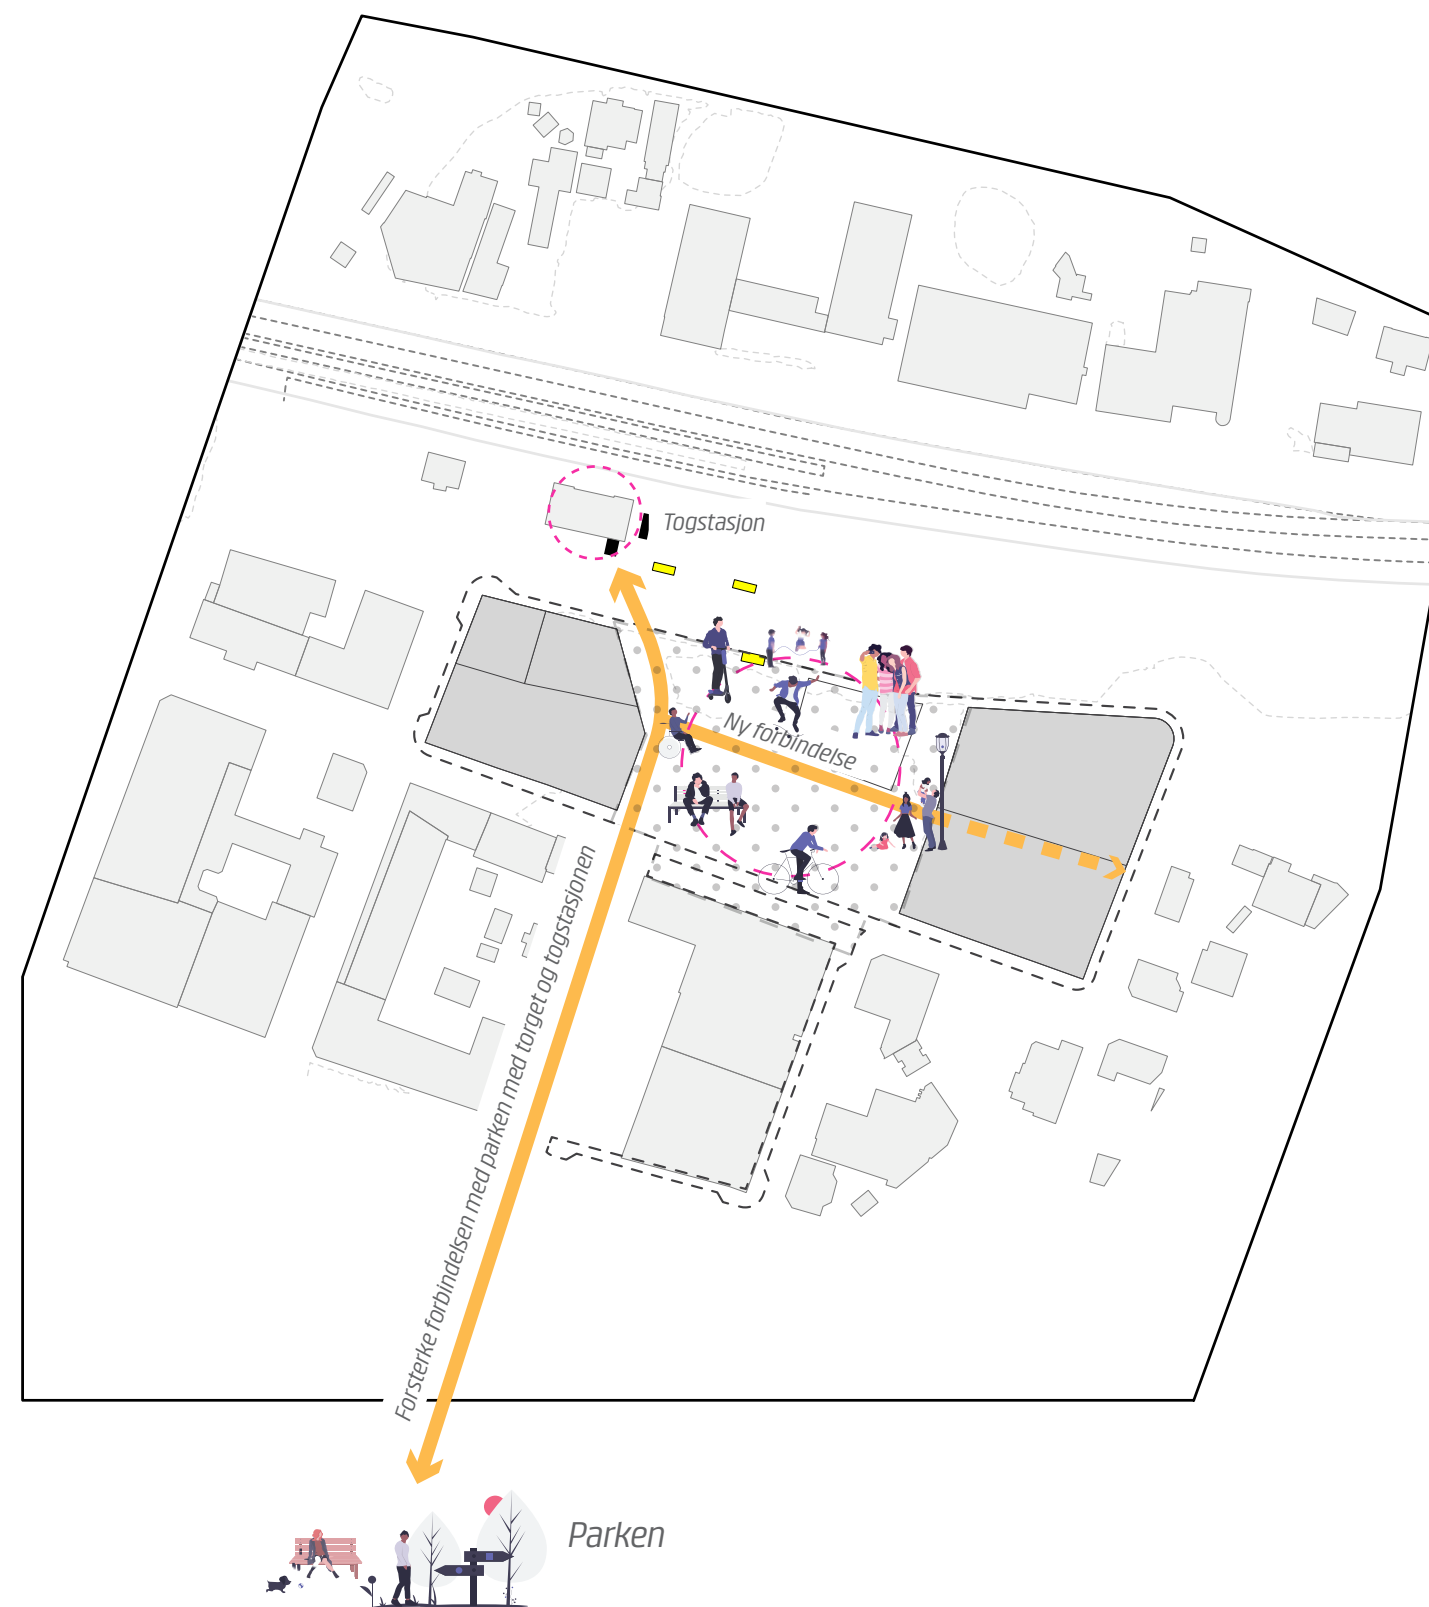 Togstasjon
Ny forbindelse
Forsterke forbindelsen med parken med torget og togstasjonen
Parken